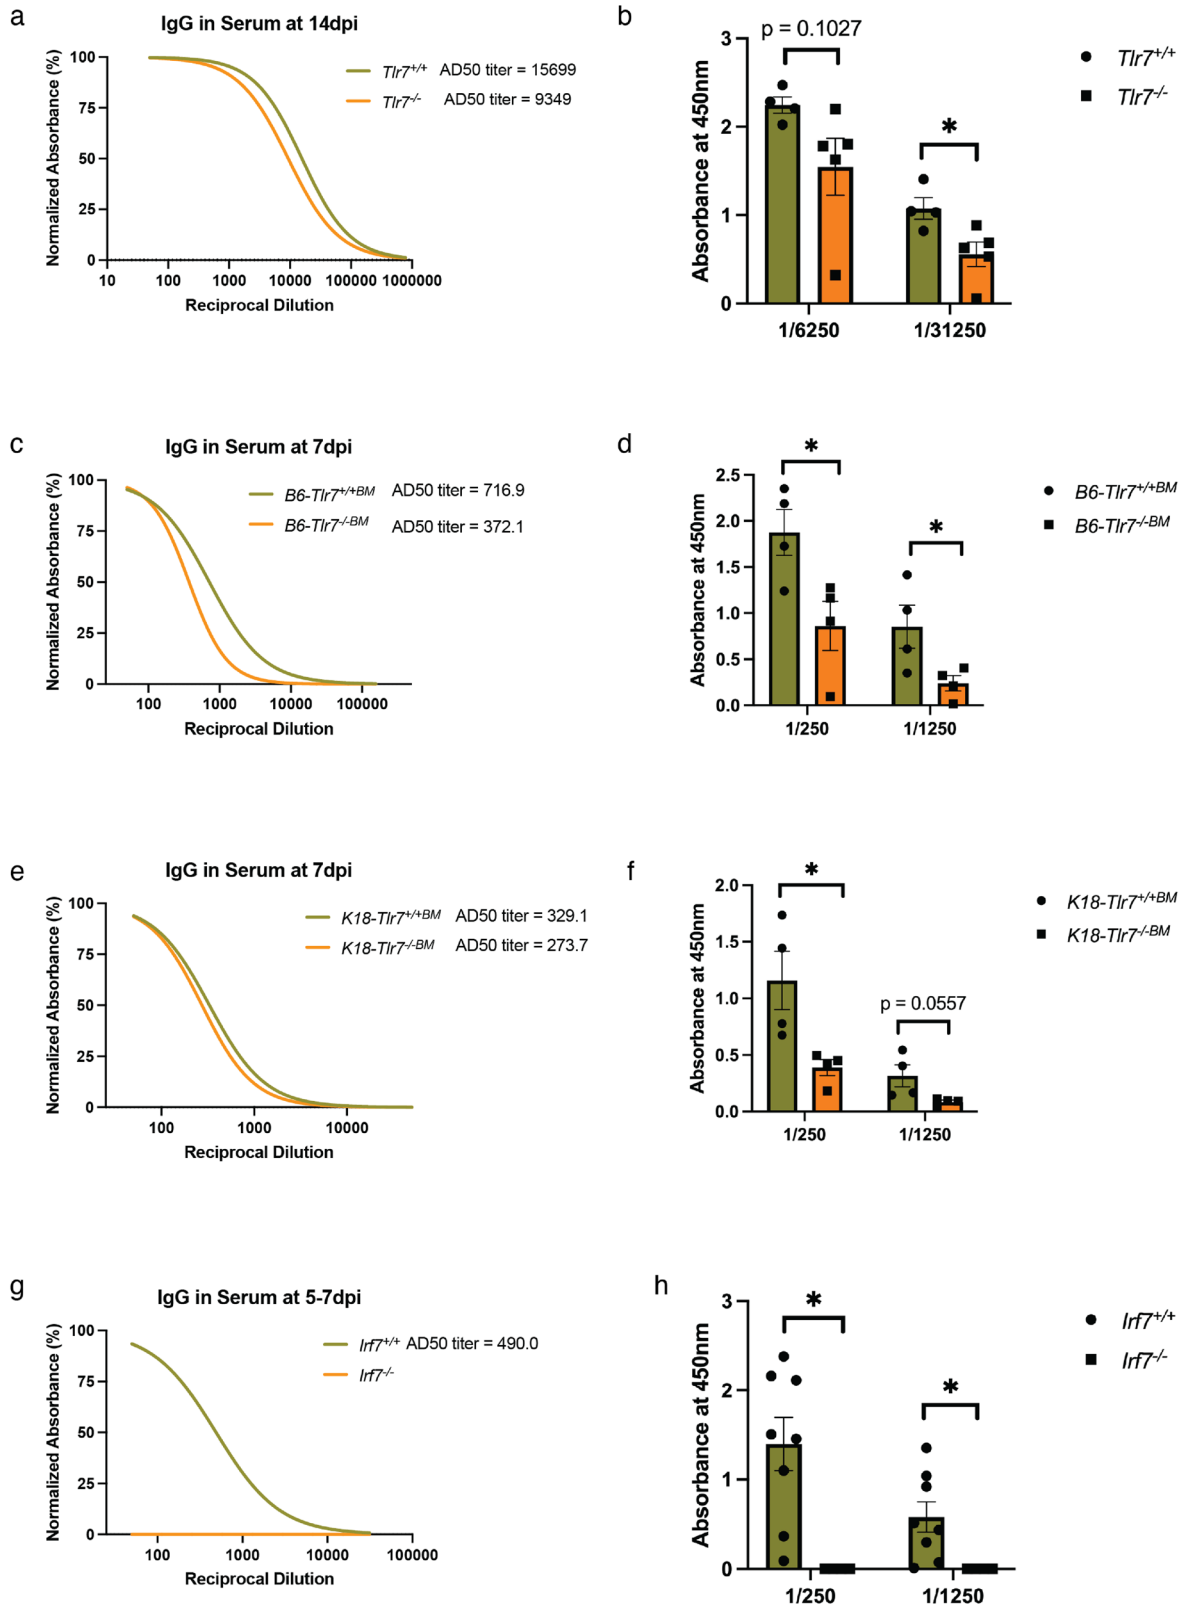 a
IgG in Serum at 14dpi
Normalized Absorbance (%)
100
75
50
25
0
10 100 1000 10000 100000 1000000
Reciprocal Dilution
Tlr7+/+ AD50 titer = 15699
Tlr7-/- AD50 titer = 9349
b
Absorbance at 450nm
3
2
1
0
p = 0.1027
*
1/6250 1/31250
Tlr7+/+
Tlr7-/-
c
IgG in Serum at 7dpi
Normalized Absorbance (%)
100
75
50
25
0
100 1000 10000 100000
Reciprocal Dilution
B6-Tlr7+/+BM AD50 titer = 716.9
B6-Tlr7-/-BM AD50 titer = 372.1
d
Absorbance at 450nm
2.5
2.0
1.5
1.0
0.5
0.0
*
*
1/250 1/1250
B6-Tlr7+/+BM
B6-Tlr7-/-BM
e
IgG in Serum at 7dpi
Normalized Absorbance (%)
100
75
50
25
0
100 1000 10000
Reciprocal Dilution
K18-Tlr7+/+BM AD50 titer = 329.1
K18-Tlr7-/-BM AD50 titer = 273.7
f
Absorbance at 450nm
2.0
1.5
1.0
0.5
0.0
*
p = 0.0557
1/250 1/1250
K18-Tlr7+/+BM
K18-Tlr7-/-BM
g
IgG in Serum at 5-7dpi
Normalized Absorbance (%)
100
75
50
25
0
100 1000 10000 100000
Reciprocal Dilution
Irf7+/+ AD50 titer = 490.0
Irf7-/-
h
Absorbance at 450nm
3
2
1
0
*
*
1/250 1/1250
Irf7+/+
Irf7-/-